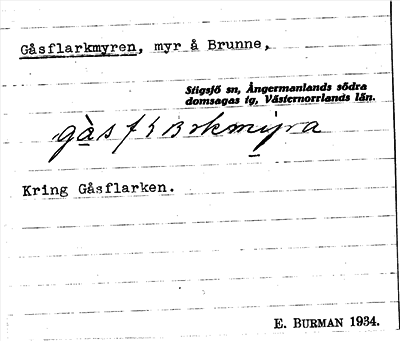 Gåsflarkmyren, myr å Brunne,
Stigsjö sn, Ångermanlands södra
domsagas tg, Västernorrlands län.
Kring Gåsflarken.
E. BURMAN 1934.